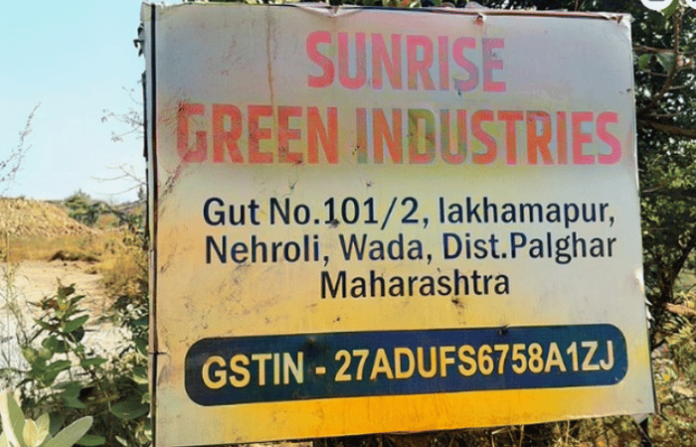 SUNRISE
GREEN INDUSTRIES
Gut No.101/2, lakhamapur,
Nehroli, Wada, Dist.Palghar
Maharashtra
GSTIN - 27ADUFS6758A1ZJ